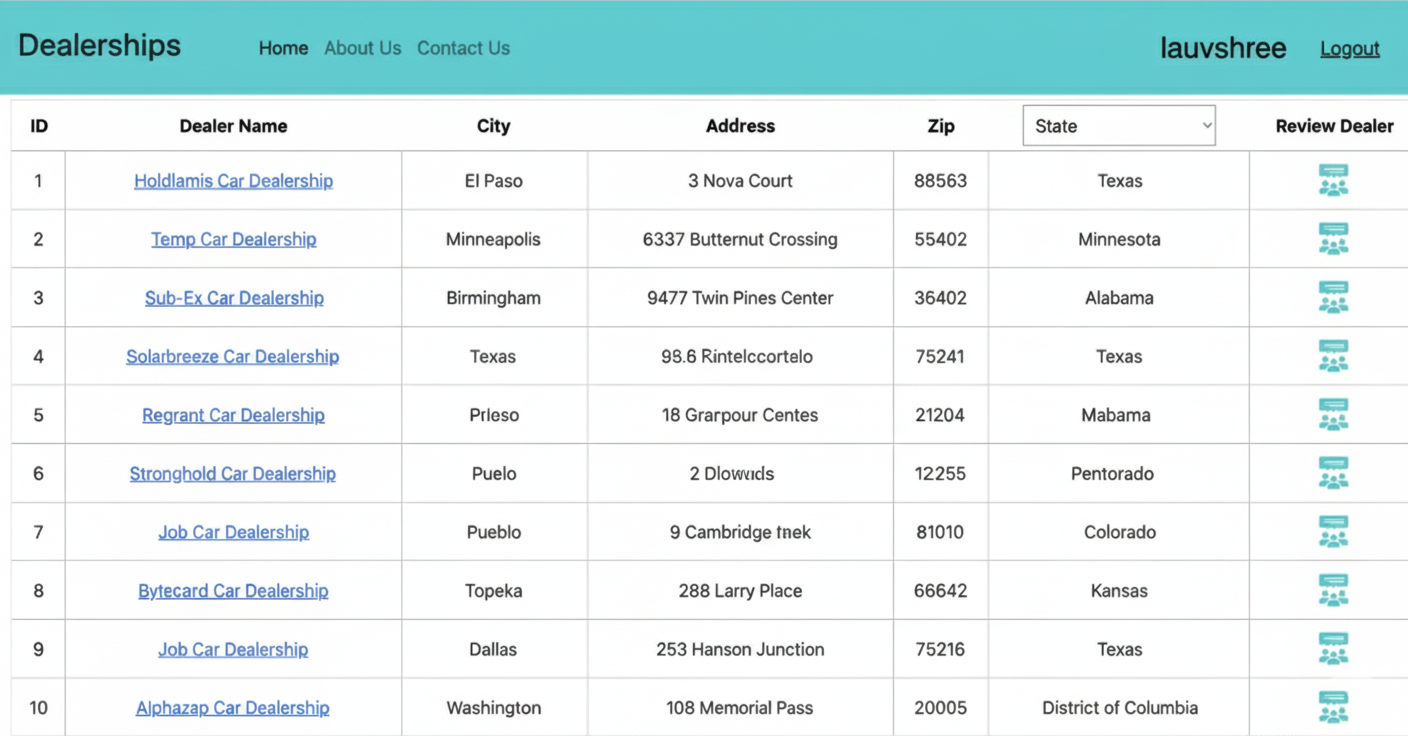 Dealerships Home About Us Contact Us lauvshree Logout
ID Dealer Name City Address Zip State Review Dealer
1 Holdlamis Car Dealership El Paso 3 Nova Court 88563 Texas
2 Temp Car Dealership Minneapolis 6337 Butternut Crossing 55402 Minnesota
3 Sub-Ex Car Dealership Birmingham 9477 Twin Pines Center 36402 Alabama
4 Solarbreeze Car Dealership Texas 75241 Texas
5 Regrant Car Dealership Prleso 18 Grarpour Centes 21204 Mabama
6 Stronghold Car Dealership Puelo 2 12255 Pentorado
7 Job Car Dealership Pueblo 9 Cambridge 81010 Colorado
8 Bytecard Car Dealership Topeka 288 Larry Place 66642 Kansas
9 Job Car Dealership Dallas 253 Hanson Junction 75216 Texas
10 Alphazap Car Dealership Washington 108 Memorial Pass 20005 District of Columbia